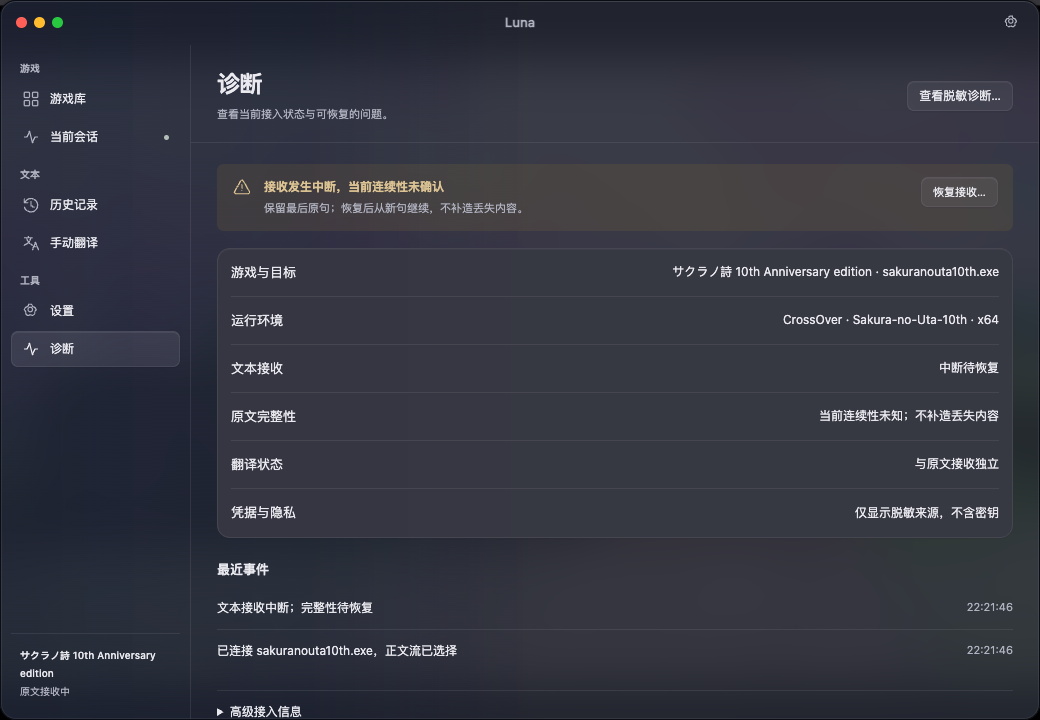 Luna
游戏
游戏库
当前会话
文本
历史记录
手动翻译
工具
设置
诊断
サクラノ詩 10th Anniversary
edition
原文接收中
诊断
查看当前接入状态与可恢复的问题。
查看脱敏诊断...
接收发生中断，当前连续性未确认
保留最后原句；恢复后从新句继续，不补造丢失内容。
恢复接收...
游戏与目标
サクラノ詩 10th Anniversary edition · sakuranouta10th.exe
运行环境
CrossOver · Sakura-no-Uta-10th · x64
文本接收
中断待恢复
原文完整性
当前连续性未知；不补造丢失内容
翻译状态
与原文接收独立
凭据与隐私
仅显示脱敏来源，不含密钥
最近事件
文本接收中断；完整性待恢复
22:21:46
已连接 sakuranouta10th.exe，正文流已选择
22:21:46
高级接入信息